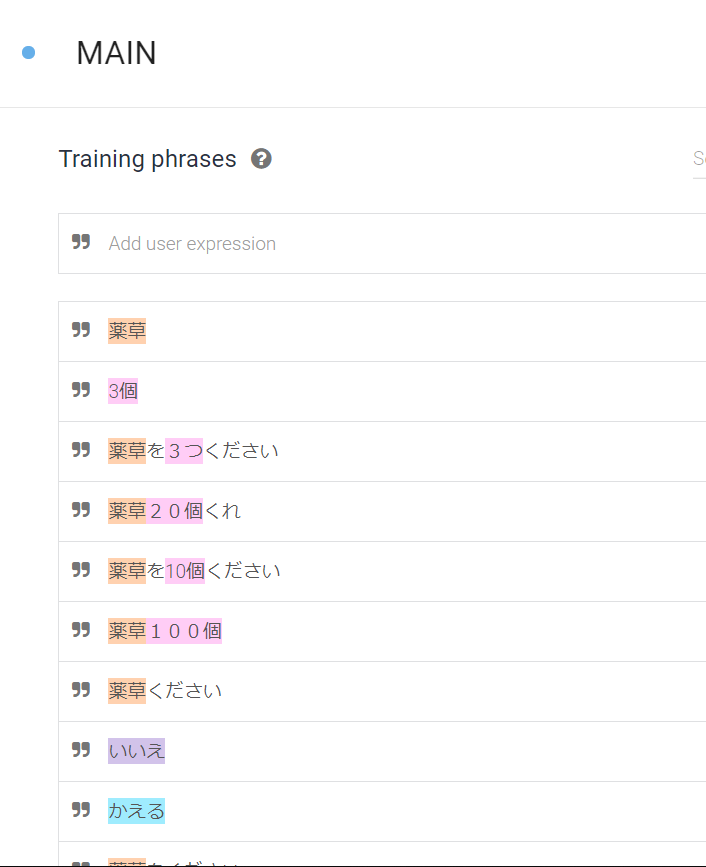 MAIN
Training phrases
Add user expression
薬草
3個
薬草を３つください
薬草２０個くれ
薬草を10個ください
薬草１００個
薬草ください
いいえ
かえる